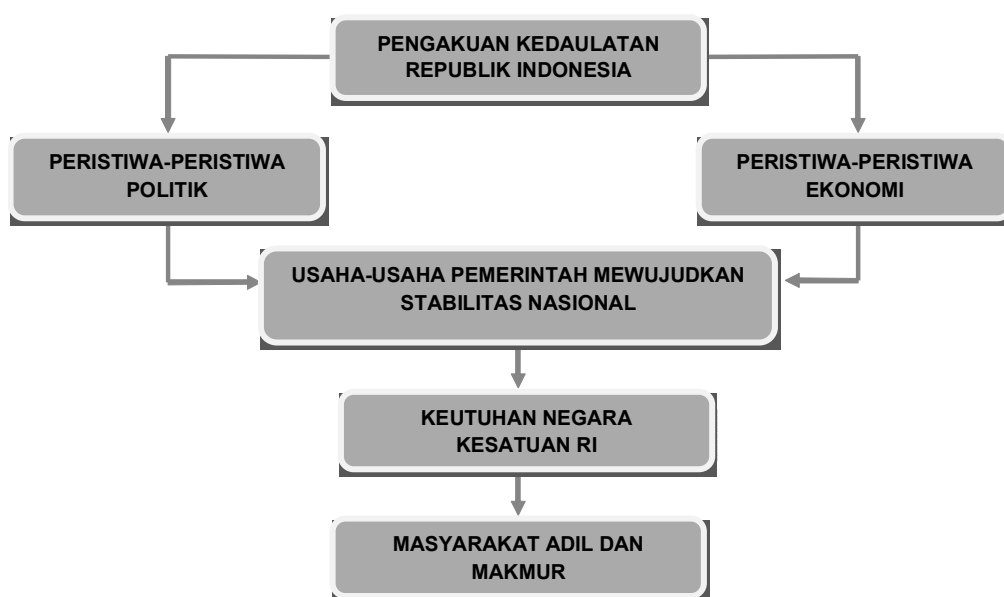 PENGAKUAN KEDAULATAN
REPUBLIK INDONESIA
PERISTIWA-PERISTIWA
POLITIK
PERISTIWA-PERISTIWA
EKONOMI
USAHA-USAHA PEMERINTAH MEWUJUDKAN
STABILITAS NASIONAL
KEUTUHAN NEGARA
KESATUAN RI
MASYARAKAT ADIL DAN
MAKMUR